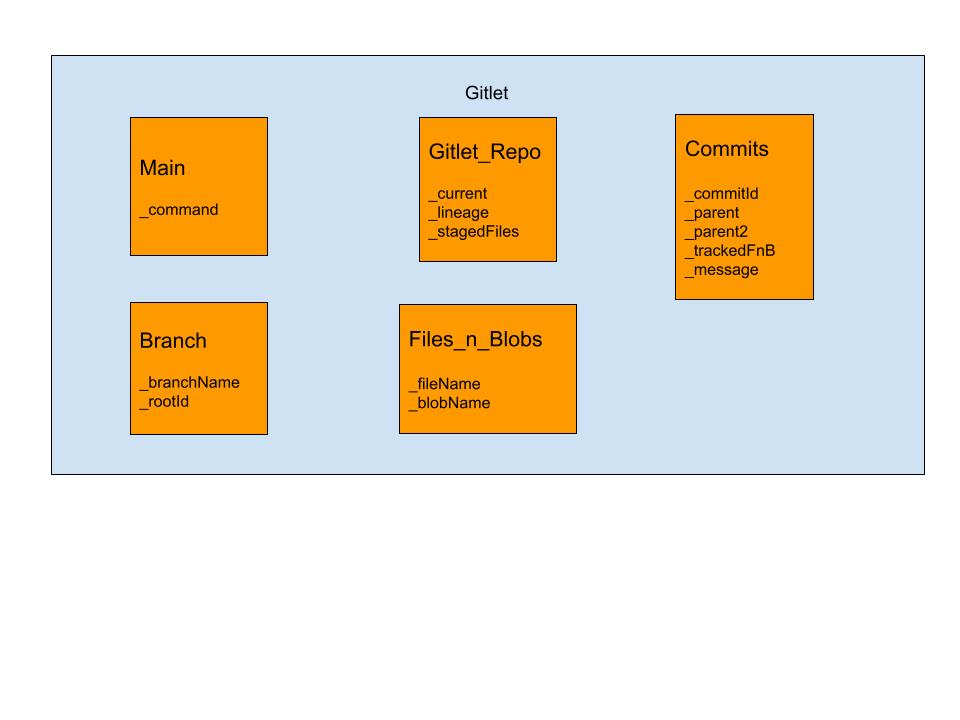 Gitlet
Main
_command
Gitlet_Repo
_current
_lineage
_stagedFiles
Commits
_commitId
_parent
_parent2
_trackedFnB
_message
Branch
_branchName
_rootId
Files_n_Blobs
_fileName
_blobName